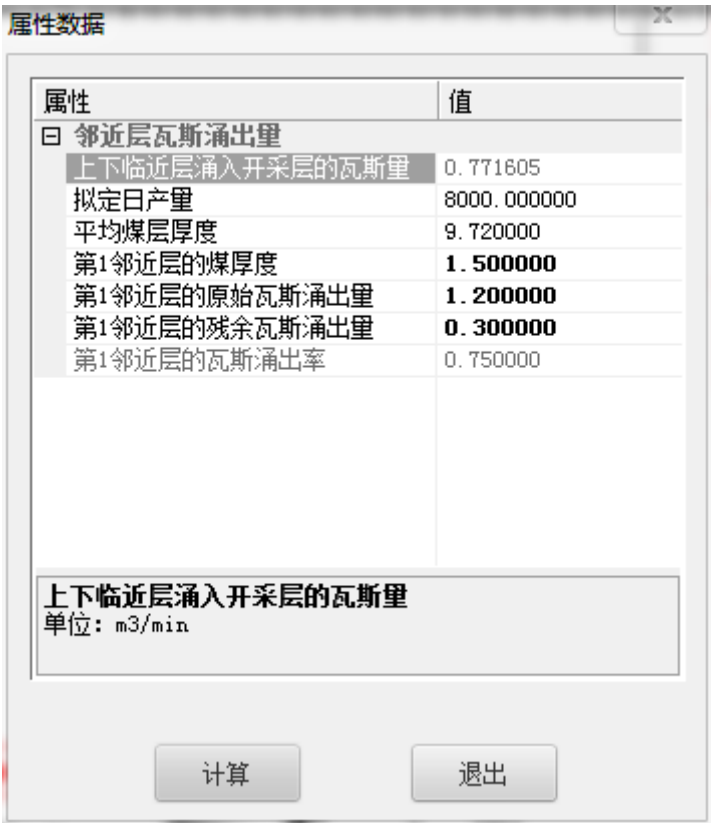 属性数据
属性 值
邻近层瓦斯涌出量
上下临近层涌入开采层的瓦斯量 0.771605
拟定日产量 8000.000000
平均煤层厚度 9.720000
第1邻近层的煤厚度 1.500000
第1邻近层的原始瓦斯涌出量 1.200000
第1邻近层的残余瓦斯涌出量 0.300000
第1邻近层的瓦斯涌出率 0.750000
上下临近层涌入开采层的瓦斯量
单位: m3/min
计算 退出